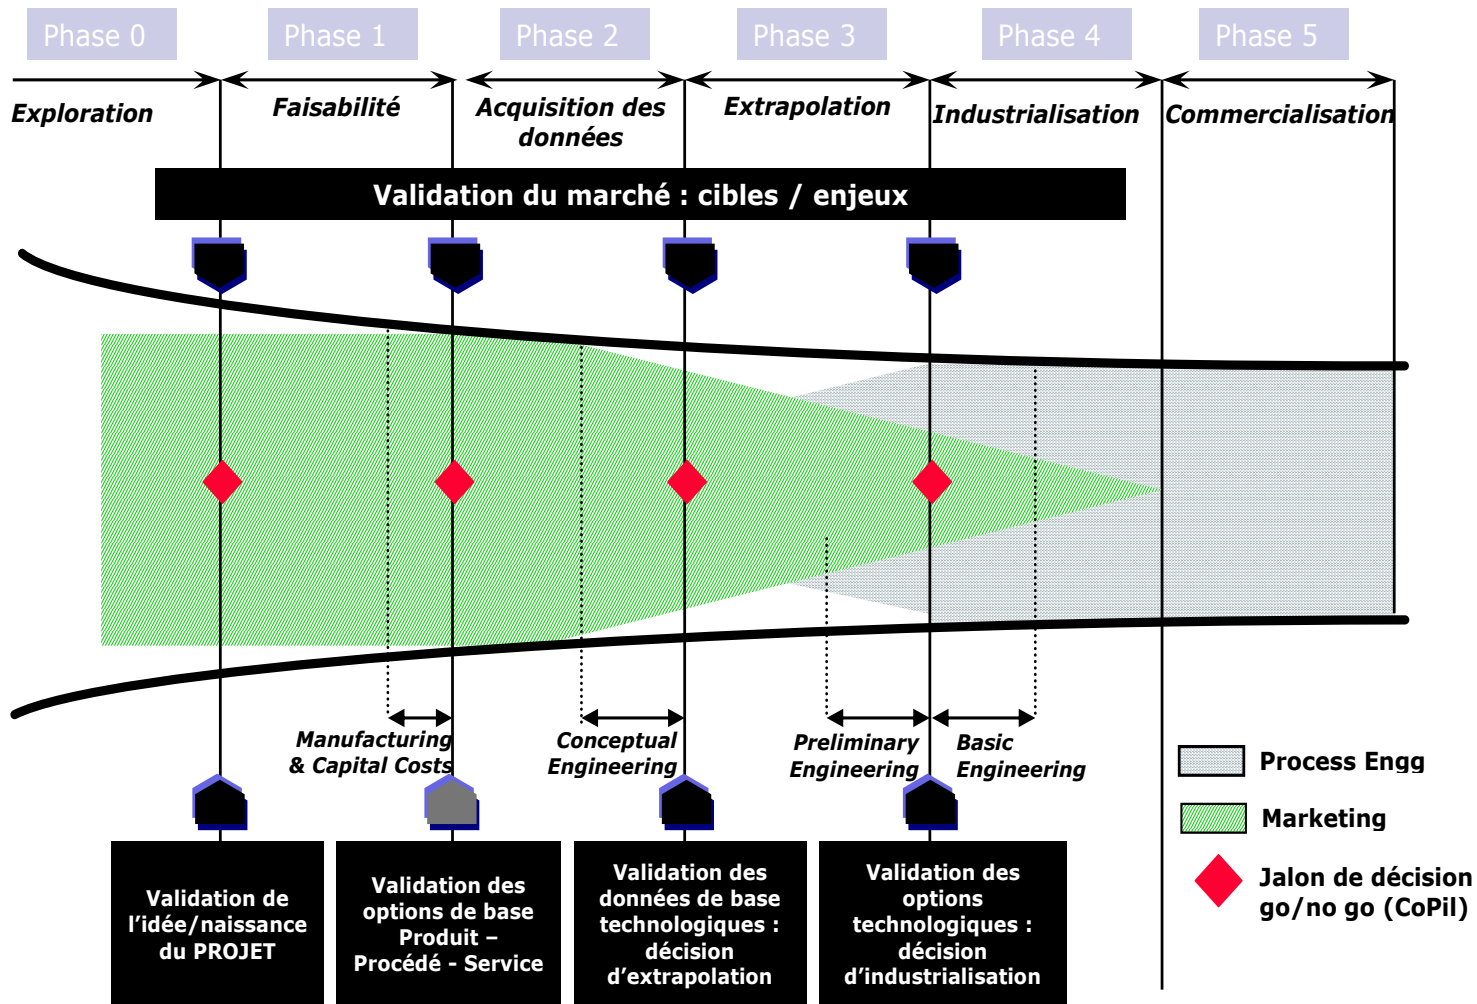 Phase 0
Phase 1
Phase 2
Phase 3
Phase 4
Phase 5
Exploration
Faisabilité
Acquisition des
données
Extrapolation
Industrialisation
Commercialisation
Validation du marché : cibles / enjeux
Manufacturing
& Capital Costs
Conceptual
Engineering
Preliminary
Engineering
Basic
Engineering
Process Engg
Marketing
Jalon de décision
go/no go (CoPil)
Validation de
l'idée/naissance
du PROJET
Validation des
options de base
Produit –
Procédé - Service
Validation des
données de base
technologiques :
décision
d'extrapolation
Validation des
options
technologiques :
décision
d'industrialisation